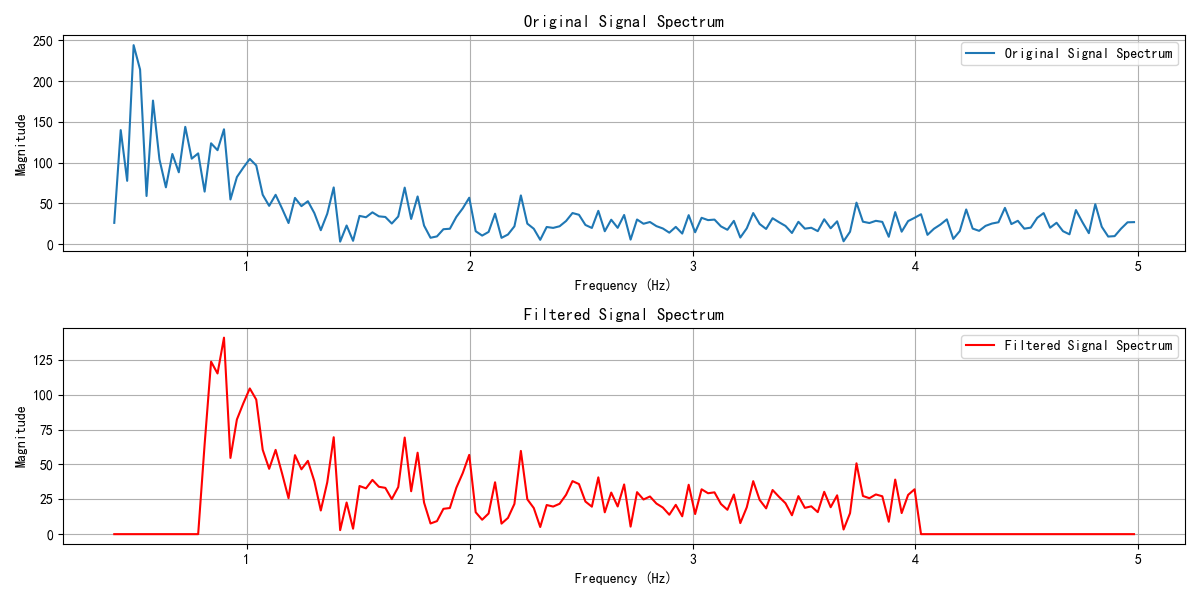 Original Signal Spectrum
250
200
150
100
50
0
Magnitude
Original Signal Spectrum
1
2
3
4
5
Frequency (Hz)
Filtered Signal Spectrum
125
100
75
50
25
0
Magnitude
Filtered Signal Spectrum
1
2
3
4
5
Frequency (Hz)